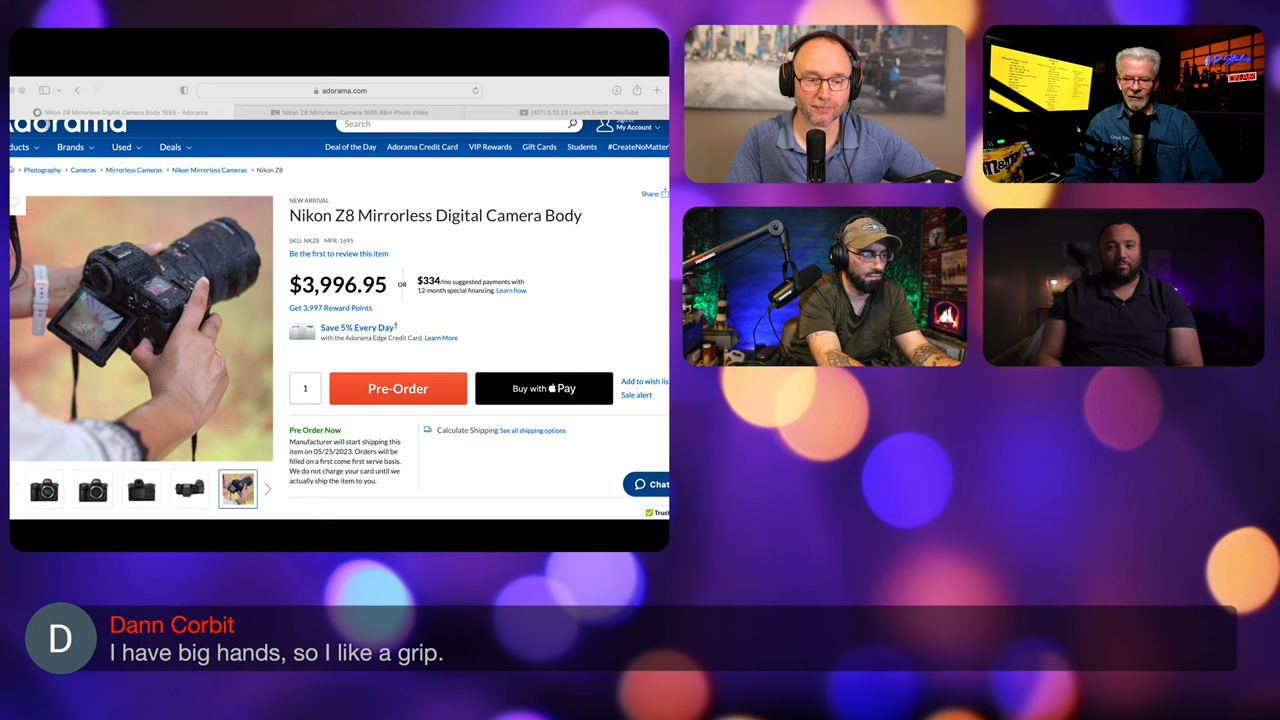 adorama.com
Nikon Z8 Mirrorless Digital Camera Body 1695 - Adorama
Nikon Z8 Mirrorless Camera 1695 B&H Photo Video
(417) 5.10.23 Launch Event - YouTube
adorama
Search
My Account
ducts
Brands
Used
Deals
Deal of the Day
Adorama Credit Card
VIP Rewards
Gift Cards
Students
#CreateNoMatter
Photography
Cameras
Mirrorless Cameras
Nikon Mirrorless Cameras
Nikon Z8
Share:
NEW ARRIVAL
Nikon Z8 Mirrorless Digital Camera Body
SKU: NKZ8 MFR: 1695
Be the first to review this item
$3,996.95
OR
$334/mo suggested payments with
12-month special financing. Learn how.
Get 3,997 Reward Points
Save 5% Every Day†
with the Adorama Edge Credit Card. Learn More
1
Pre-Order
Buy with Pay
Add to wish lis
Sale alert
Pre Order Now
Manufacturer will start shipping this
item on 05/25/2023. Orders will be
filled on a first come first serve basis.
We do not charge your card until we
actually ship the item to you.
Calculate Shipping See all shipping options
Chat
Trust
ON AIR
m&m's
D
Dann Corbit
I have big hands, so I like a grip.